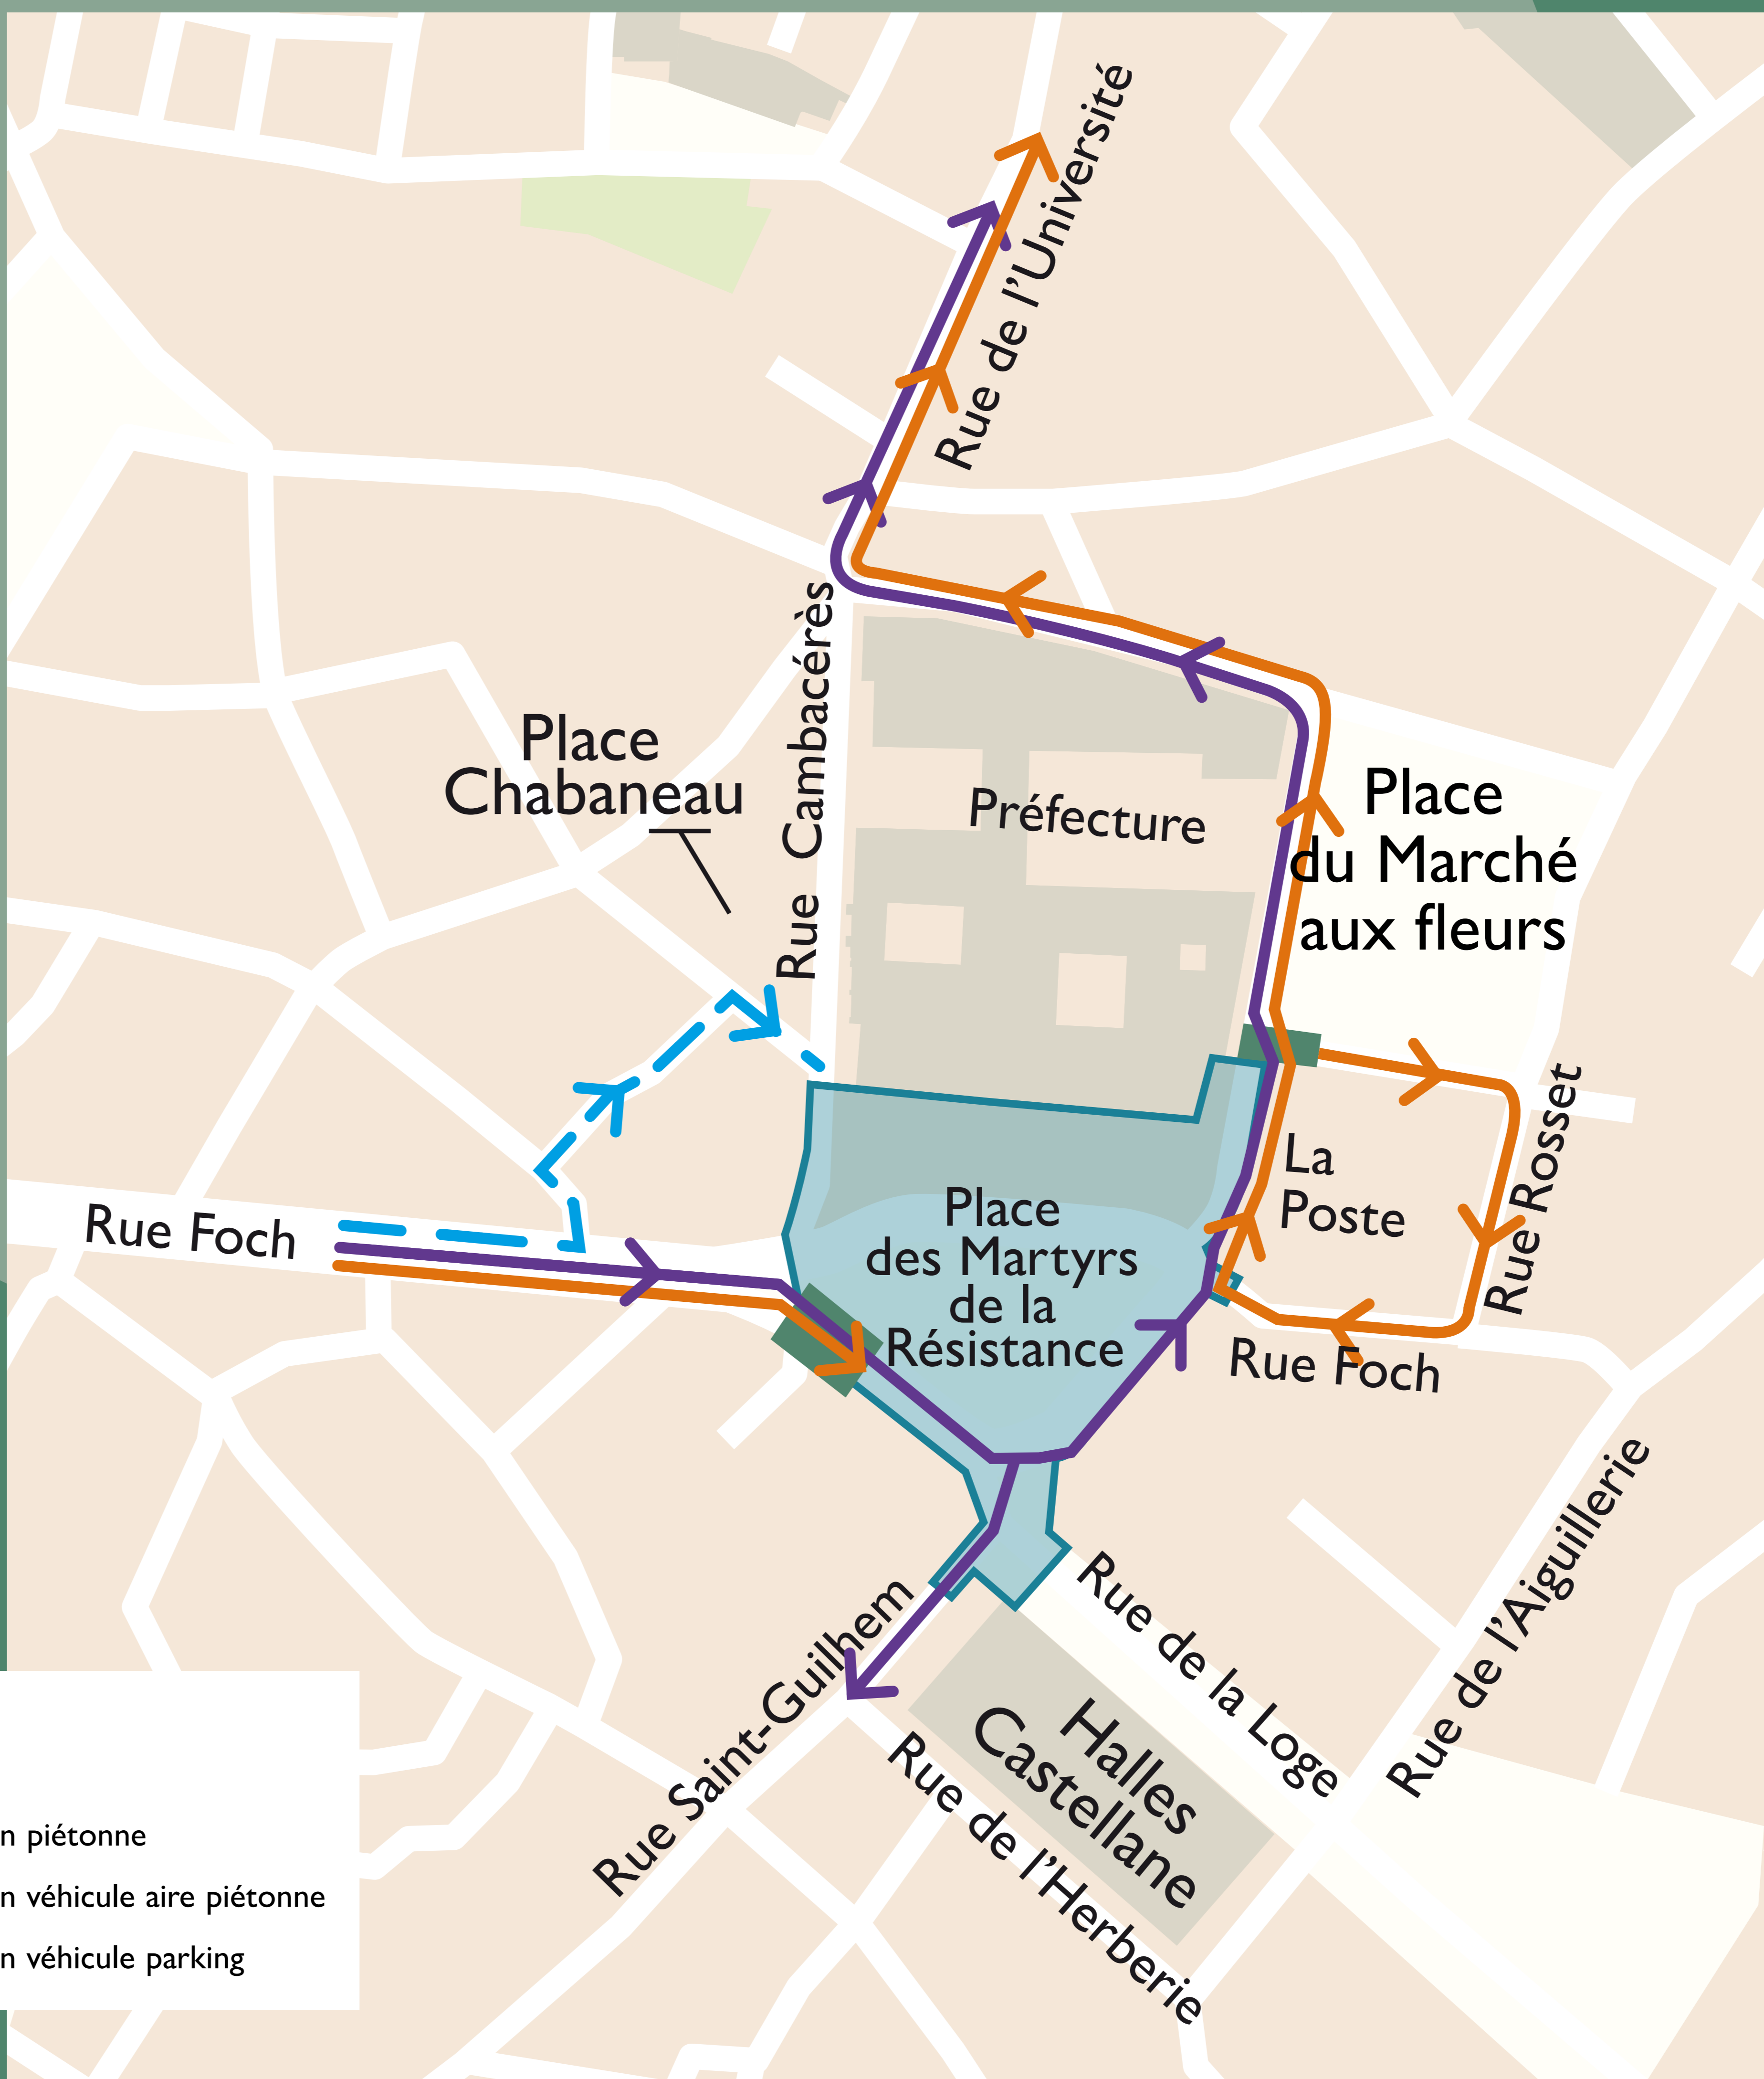 Rue de l'Université
Rue Cambacérès
Place
Chabaneau
Préfecture
Place
du Marché
aux fleurs
La
Poste
Rue Rosset
Rue Foch
Place
des Martyrs
de la
Résistance
Rue Foch
Rue de l'Aiguillerie
Rue de la Loge
Halles
Castellane
Rue Saint-Guilhem
Rue de l'Herberie
n piétonne
n véhicule aire piétonne
n véhicule parking